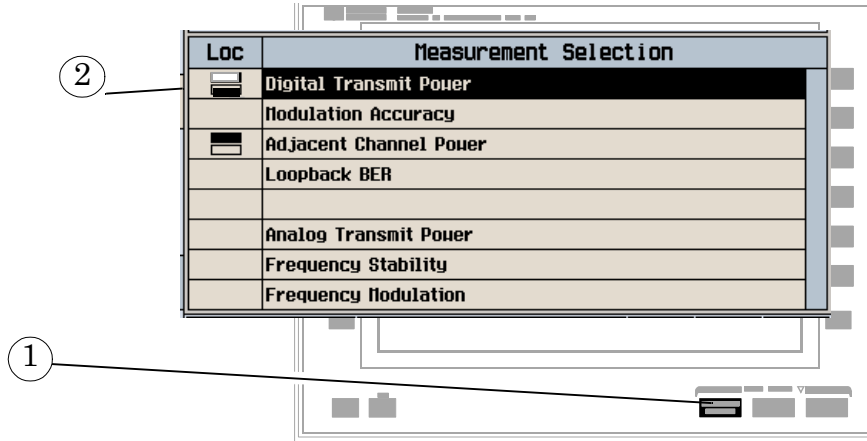 Loc Measurement Selection
2
Digital Transmit Power
Modulation Accuracy
Adjacent Channel Power
Loopback BER
Analog Transmit Power
Frequency Stability
Frequency Modulation
1